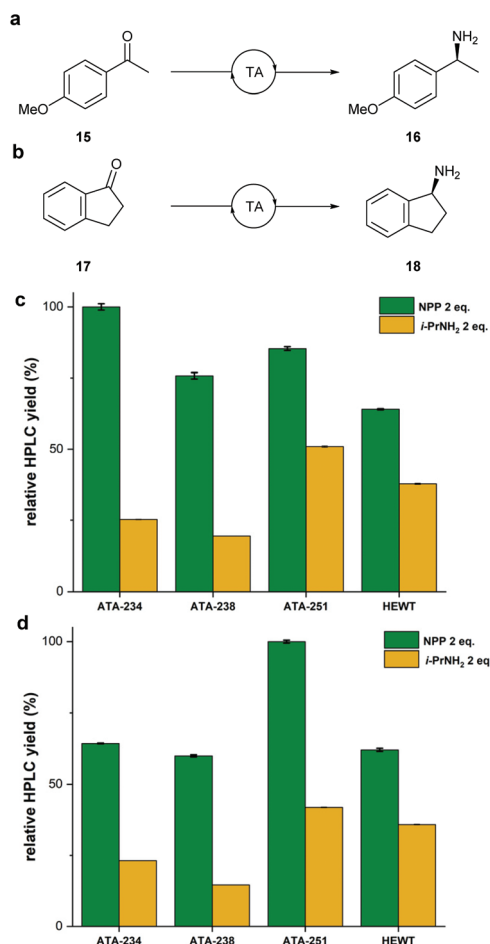 a
O
NH2
TA
MeO
MeO
15
16
b
O
NH2
TA
17
18
c
NPP 2 eq.
i-PrNH2 2 eq.
100
50
0
relative HPLC yield (%)
ATA-234 ATA-238 ATA-251 HEWT
d
NPP 2 eq.
i-PrNH2 2 eq
100
50
0
relative HPLC yield (%)
ATA-234 ATA-238 ATA-251 HEWT